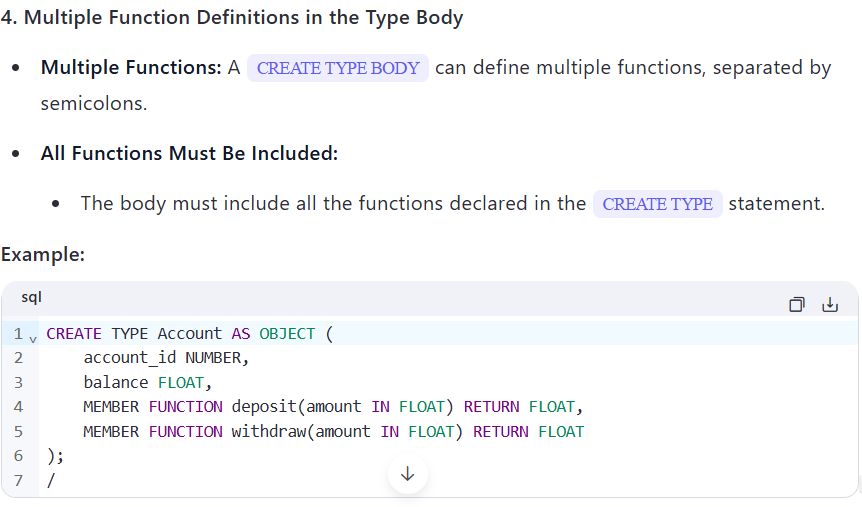 4. Multiple Function Definitions in the Type Body
Multiple Functions: A CREATE TYPE BODY can define multiple functions, separated by
semicolons.
All Functions Must Be Included:
The body must include all the functions declared in the CREATE TYPE statement.
Example:
sql
1 CREATE TYPE Account AS OBJECT (
2     account_id NUMBER,
3     balance FLOAT,
4     MEMBER FUNCTION deposit(amount IN FLOAT) RETURN FLOAT,
5     MEMBER FUNCTION withdraw(amount IN FLOAT) RETURN FLOAT
6 );
7 /